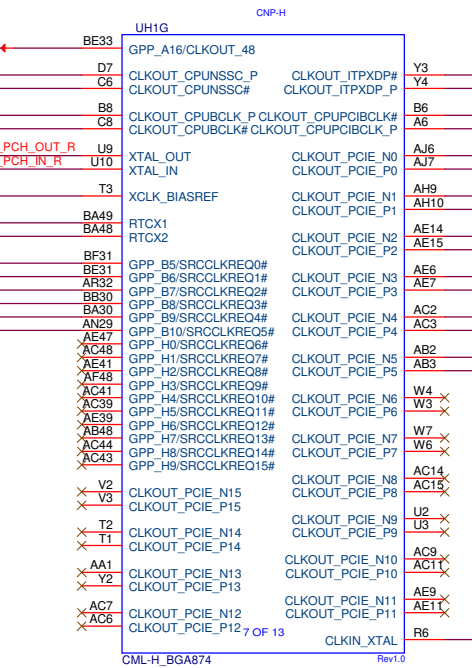 CNP-H
UH1G
BE33 GPP_A16/CLKOUT_48
D7 CLKOUT_CPUNSSC_P CLKOUT_ITPXDP# Y3
C6 CLKOUT_CPUNSSC# CLKOUT_ITPXDP_P Y4
B8 CLKOUT_CPUBCLK_P CLKOUT_CPUPCIBCLK# B6
C8 CLKOUT_CPUBCLK# CLKOUT_CPUPCIBCLK_P A6
_PCH_OUT_R U9 XTAL_OUT CLKOUT_PCIE_N0 AJ6
_PCH_IN_R U10 XTAL_IN CLKOUT_PCIE_P0 AJ7
T3 XCLK_BIASREF CLKOUT_PCIE_N1 AH9
CLKOUT_PCIE_P1 AH10
BA49 RTCX1
BA48 RTCX2 CLKOUT_PCIE_N2 AE14
CLKOUT_PCIE_P2 AE15
BF31 GPP_B5/SRCCLKREQ0#
BE31 GPP_B6/SRCCLKREQ1# CLKOUT_PCIE_N3 AE6
AR32 GPP_B7/SRCCLKREQ2# CLKOUT_PCIE_P3 AE7
BB30 GPP_B8/SRCCLKREQ3#
BA30 GPP_B9/SRCCLKREQ4# CLKOUT_PCIE_N4 AC2
AN29 GPP_B10/SRCCLKREQ5# CLKOUT_PCIE_P4 AC3
AE47 GPP_H0/SRCCLKREQ6#
AC48 GPP_H1/SRCCLKREQ7# CLKOUT_PCIE_N5 AB2
AE41 GPP_H2/SRCCLKREQ8# CLKOUT_PCIE_P5 AB3
AF48 GPP_H3/SRCCLKREQ9#
AC41 GPP_H4/SRCCLKREQ10# CLKOUT_PCIE_N6 W4
AC39 GPP_H5/SRCCLKREQ11# CLKOUT_PCIE_P6 W3
AE39 GPP_H6/SRCCLKREQ12#
AB48 GPP_H7/SRCCLKREQ13# CLKOUT_PCIE_N7 W7
AC44 GPP_H8/SRCCLKREQ14# CLKOUT_PCIE_P7 W6
AC43 GPP_H9/SRCCLKREQ15#
CLKOUT_PCIE_N8 AC14
V2 CLKOUT_PCIE_N15 CLKOUT_PCIE_P8 AC15
V3 CLKOUT_PCIE_P15
CLKOUT_PCIE_N9 U2
T2 CLKOUT_PCIE_N14 CLKOUT_PCIE_P9 U3
T1 CLKOUT_PCIE_P14
CLKOUT_PCIE_N10 AC9
AA1 CLKOUT_PCIE_N13 CLKOUT_PCIE_P10 AC11
Y2 CLKOUT_PCIE_P13
CLKOUT_PCIE_N11 AE9
AC7 CLKOUT_PCIE_N12 CLKOUT_PCIE_P11 AE11
AC6 CLKOUT_PCIE_P12 7 OF 13
CLKIN_XTAL R6
CML-H_BGA874 Rev1.0